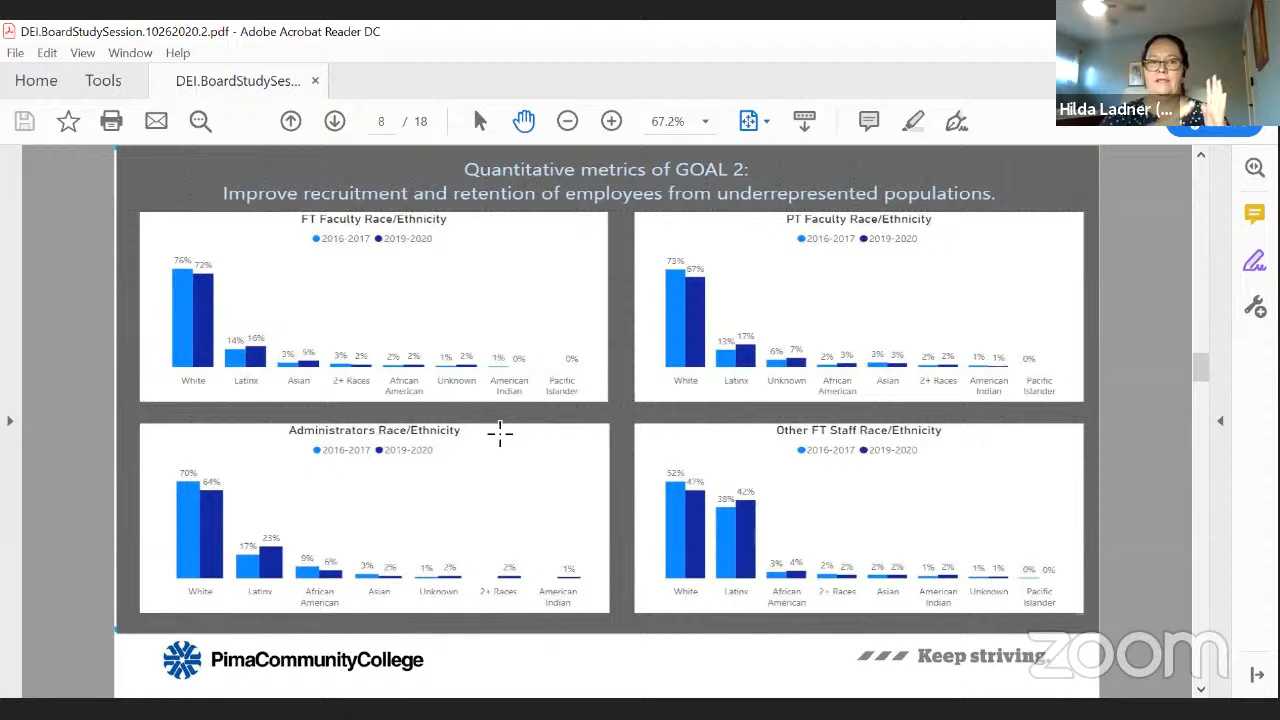 DEI.BoardStudySession.10262020.2.pdf - Adobe Acrobat Reader DC
File Edit View Window Help
Home Tools DEI.BoardStudySes... ×
/ 18 67.2%
Hilda Ladner (...
Quantitative metrics of GOAL 2:
Improve recruitment and retention of employees from underrepresented populations.
FT Faculty Race/Ethnicity
2016-2017 2019-2020
76% 72% 14% 16% 3% 5% 3% 2% 2% 2% 1% 2% 1% 0% 0%
White Latinx Asian 2+ Races African American Unknown American Indian Pacific Islander
PT Faculty Race/Ethnicity
2016-2017 2019-2020
73% 67% 13% 17% 6% 7% 2% 3% 3% 3% 2% 2% 1% 1% 0%
White Latinx Unknown African American Asian 2+ Races American Indian Pacific Islander
Administrators Race/Ethnicity
2016-2017 2019-2020
70% 64% 17% 23% 9% 6% 3% 2% 1% 2% 2% 1%
White Latinx African American Asian Unknown 2+ Races American Indian
Other FT Staff Race/Ethnicity
2016-2017 2019-2020
52% 47% 38% 42% 3% 4% 2% 2% 2% 2% 1% 2% 1% 1% 0% 0%
White Latinx African American 2+ Races Asian American Indian Unknown Pacific Islander
PimaCommunityCollege
Keep striving.
zoom